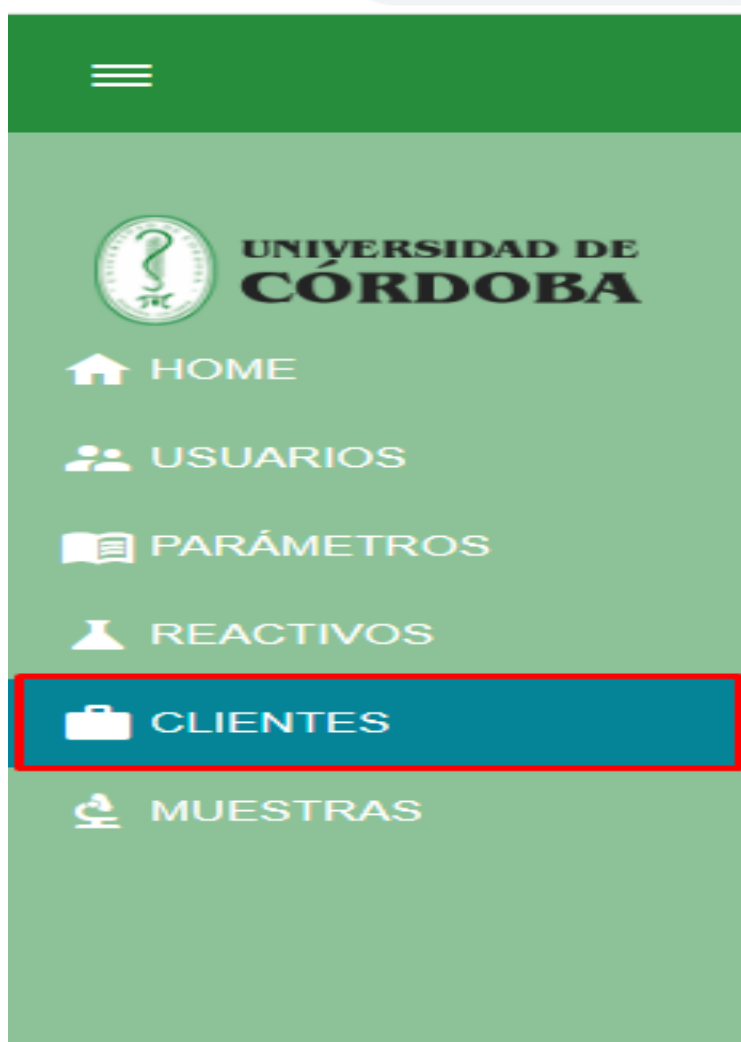 UNIVERSIDAD DE
CÓRDOBA
HOME
USUARIOS
PARÁMETROS
REACTIVOS
CLIENTES
MUESTRAS